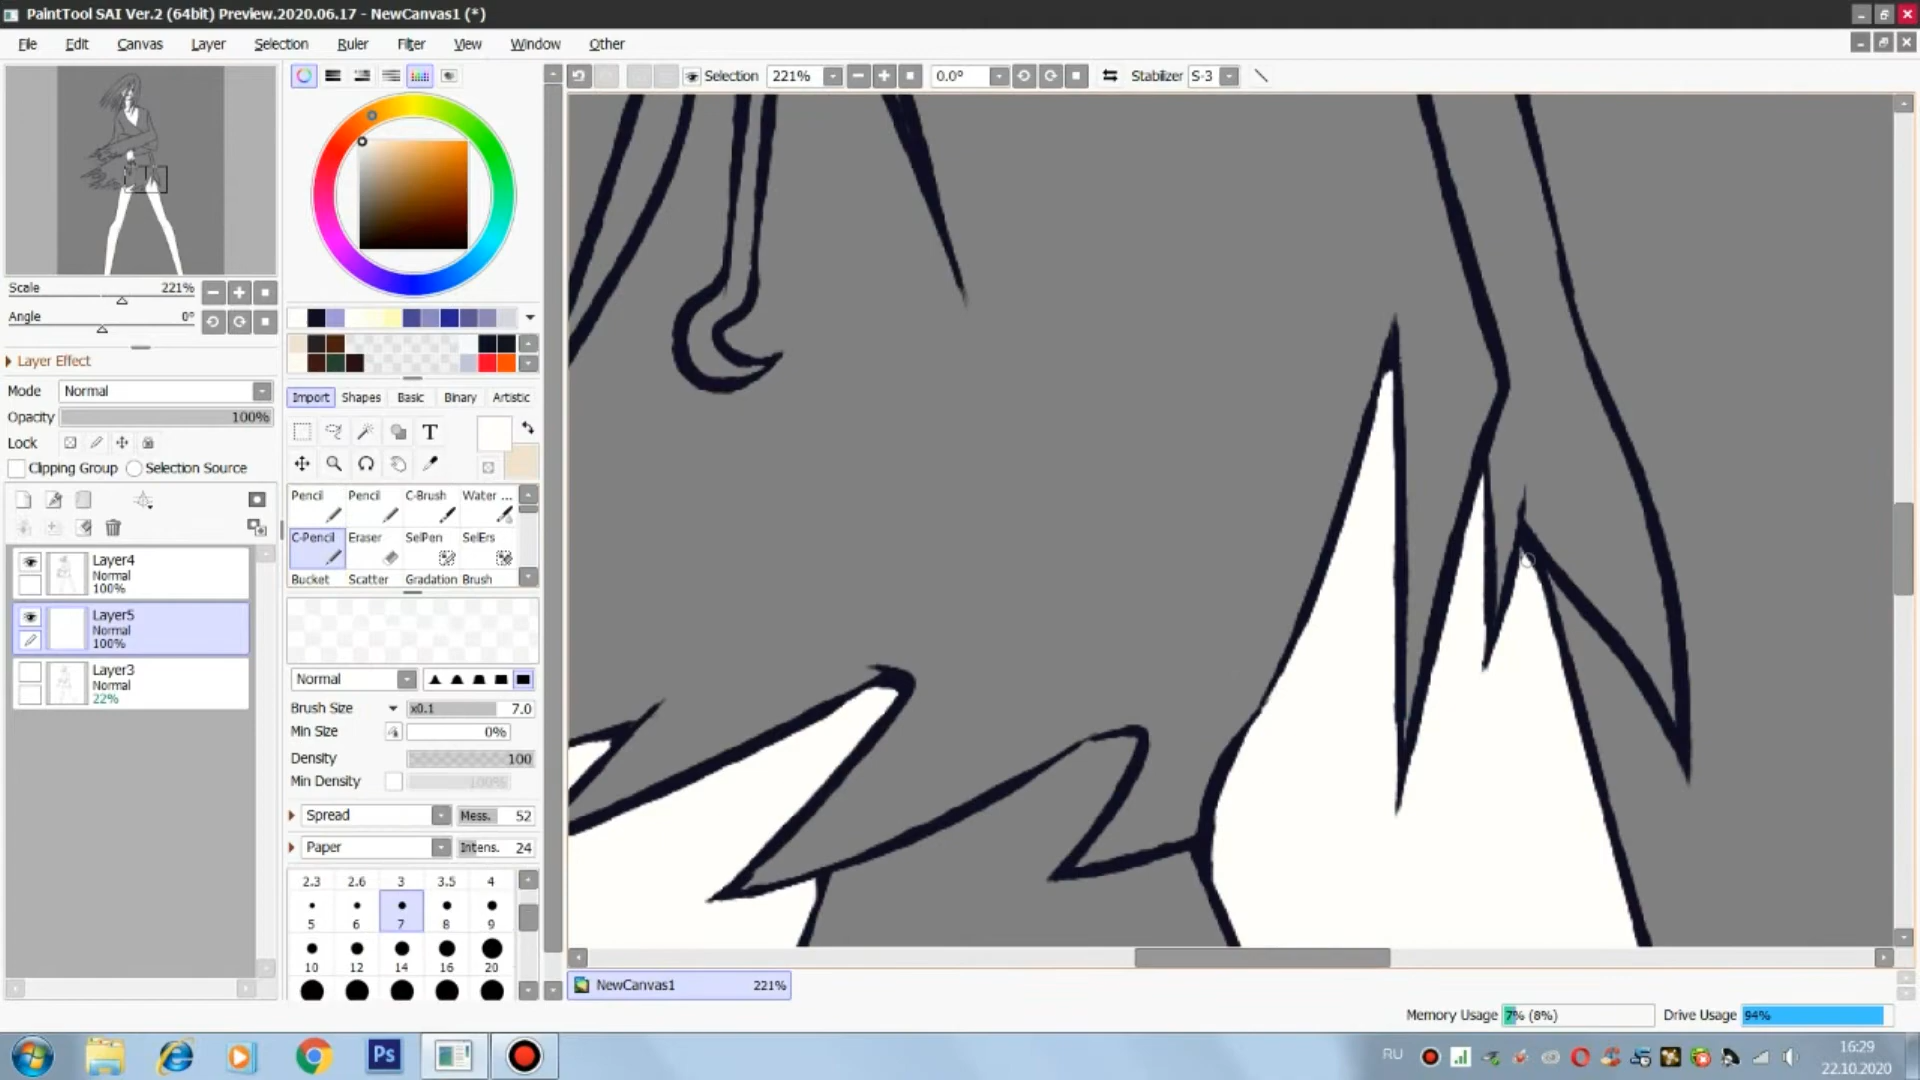 PaintTool SAI Ver.2 (64bit) Preview.2020.06.17 - NewCanvas1 (*)
File Edit Canvas Layer Selection Ruler Filter View Window Other
Selection 221% 0.0° Stabilizer S-3
Scale 221%
Angle 0°
Layer Effect
Mode Normal
Opacity 100%
Lock
Clipping Group Selection Source
Layer4
Normal
100%
Layer5
Normal
100%
Layer3
Normal
22%
Import Shapes Basic Binary Artistic
T
Pencil Pencil C-Brush Water ...
C-Pencil Eraser SelPen SelErs
Bucket Scatter Gradation Brush
Normal
Brush Size x0.1 7.0
Min Size 0%
Density 100
Min Density 100%
Spread Mess. 52
Paper Intens. 24
2.3 2.6 3 3.5 4
5 6 7 8 9
10 12 14 16 20
NewCanvas1 221%
Memory Usage 7% (8%) Drive Usage 94%
Ps
RU
16:29
22.10.2020